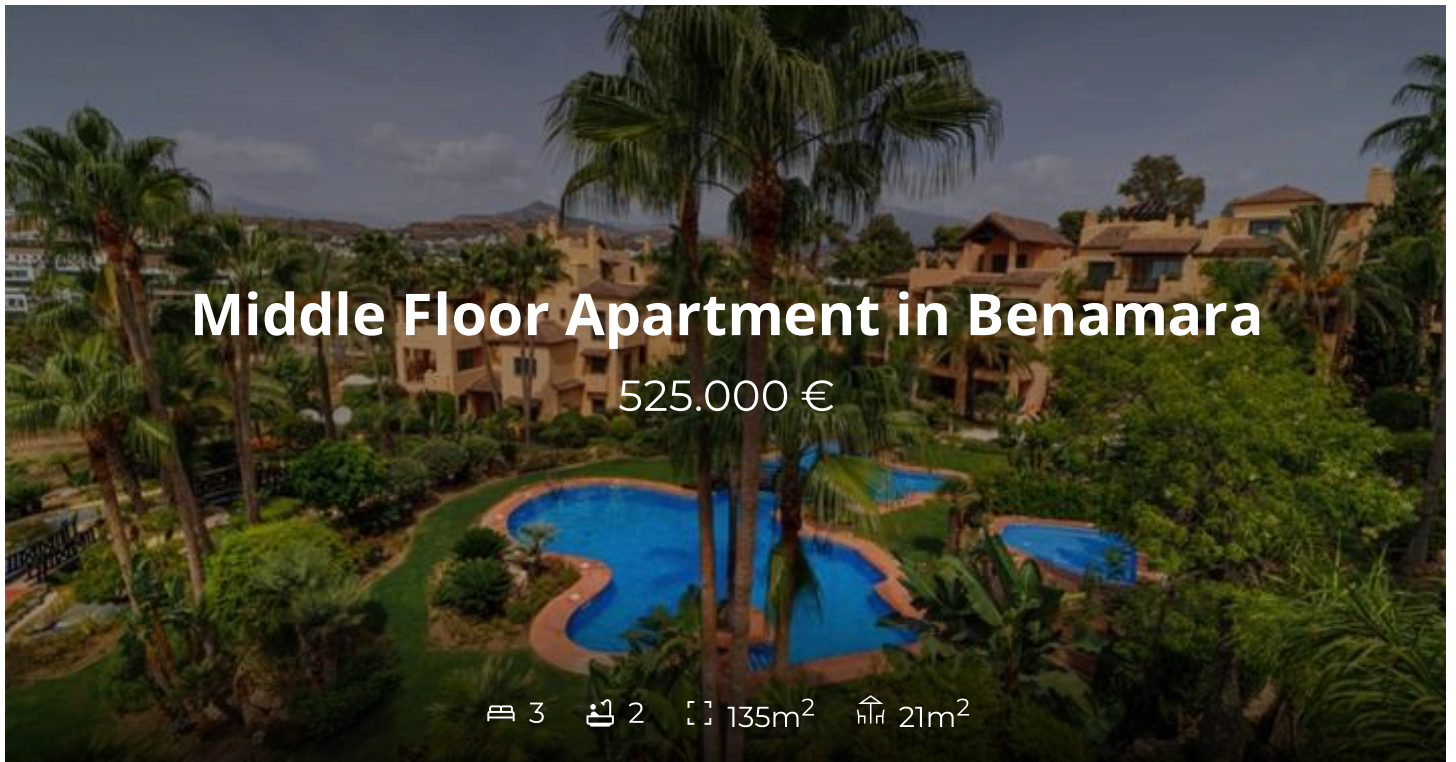 Middle Floor Apartment in Benamara
525.000 €
3 2 135m² 21m²